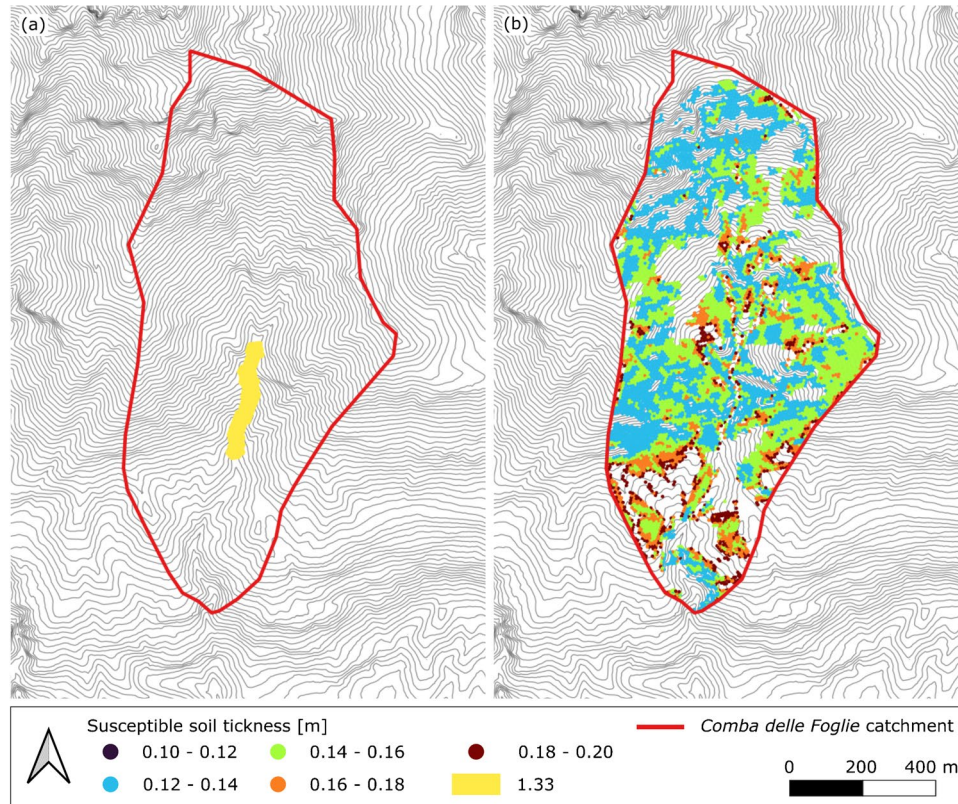 (a)
(b)
Susceptible soil tickness [m]
0.10 - 0.12
0.14 - 0.16
0.18 - 0.20
0.12 - 0.14
0.16 - 0.18
1.33
Comba delle Foglie catchment
0 200 400 m